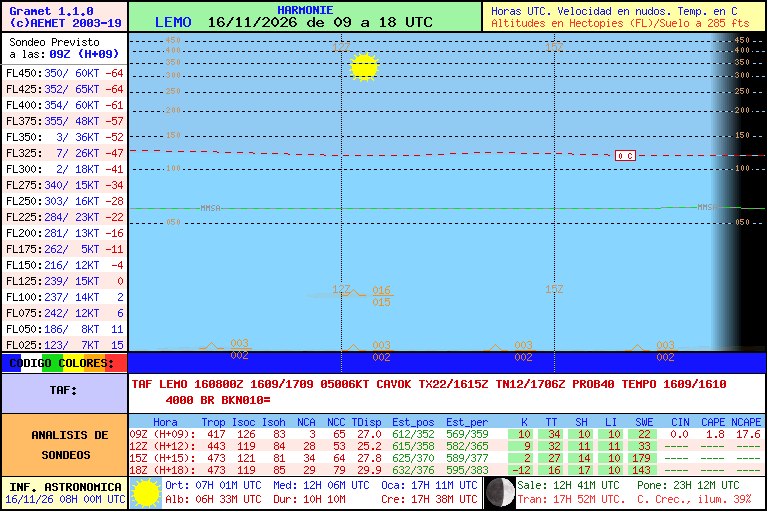 Gramet 1.1.0
(c)AEMET 2003-19
HARMONIE
LEMO 16/11/2026 de 09 a 18 UTC
Horas UTC. Velocidad en nudos. Temp. en C
Altitudes en Hectopies (FL)/Suelo a 285 fts
Sondeo Previsto
a las: 09Z (H+09)
FL450: 350/ 60KT -64
FL425: 352/ 65KT -64
FL400: 354/ 60KT -61
FL375: 355/ 48KT -57
FL350: 3/ 36KT -52
FL325: 7/ 26KT -47
FL300: 2/ 18KT -41
FL275: 340/ 15KT -34
FL250: 303/ 16KT -28
FL225: 284/ 23KT -22
FL200: 281/ 13KT -16
FL175: 262/ 5KT -11
FL150: 216/ 12KT -4
FL125: 239/ 15KT 0
FL100: 237/ 14KT 2
FL075: 242/ 12KT 6
FL050: 186/ 8KT 11
FL025: 123/ 7KT 15
450 12Z 15Z 450
400 400
350 350
300 300
250 250
200 200
150 150
0 C
100 100
MMSA MMSA
050 050
12Z 016 15Z
015
003 003 003 003
002 002 002 002
CODIGO COLORES:
TAF:
TAF LEMO 160800Z 1609/1709 05006KT CAVOK TX22/1615Z TN12/1706Z PROB40 TEMPO 1609/1610
4000 BR BKN010=
ANALISIS DE
SONDEOS
Hora Trop Isoc Isoh NCA NCC TDisp Est_pos Est_per K TT SH LI SWE CIN CAPE NCAPE
09Z (H+09): 417 126 83 3 65 27.0 612/352 569/359 10 34 10 10 22 0.0 1.8 17.6
12Z (H+12): 443 119 84 28 53 25.2 615/358 582/365 9 32 11 11 28 ---- ---- ----
15Z (H+15): 473 121 81 34 64 27.8 625/370 589/377 2 27 14 10 179 ---- ---- ----
18Z (H+18): 473 119 85 29 79 29.9 632/376 595/383 -12 16 17 10 143 ---- ---- ----
INF. ASTRONOMICA
16/11/26 08H 00M UTC
Ort: 07H 01M UTC Med: 12H 06M UTC Oca: 17H 11M UTC
Alb: 06H 33M UTC Dur: 10H 10M Cre: 17H 38M UTC
Sale: 12H 41M UTC Pone: 23H 12M UTC
Tran: 17H 52M UTC. C. Crec., ilum. 39%